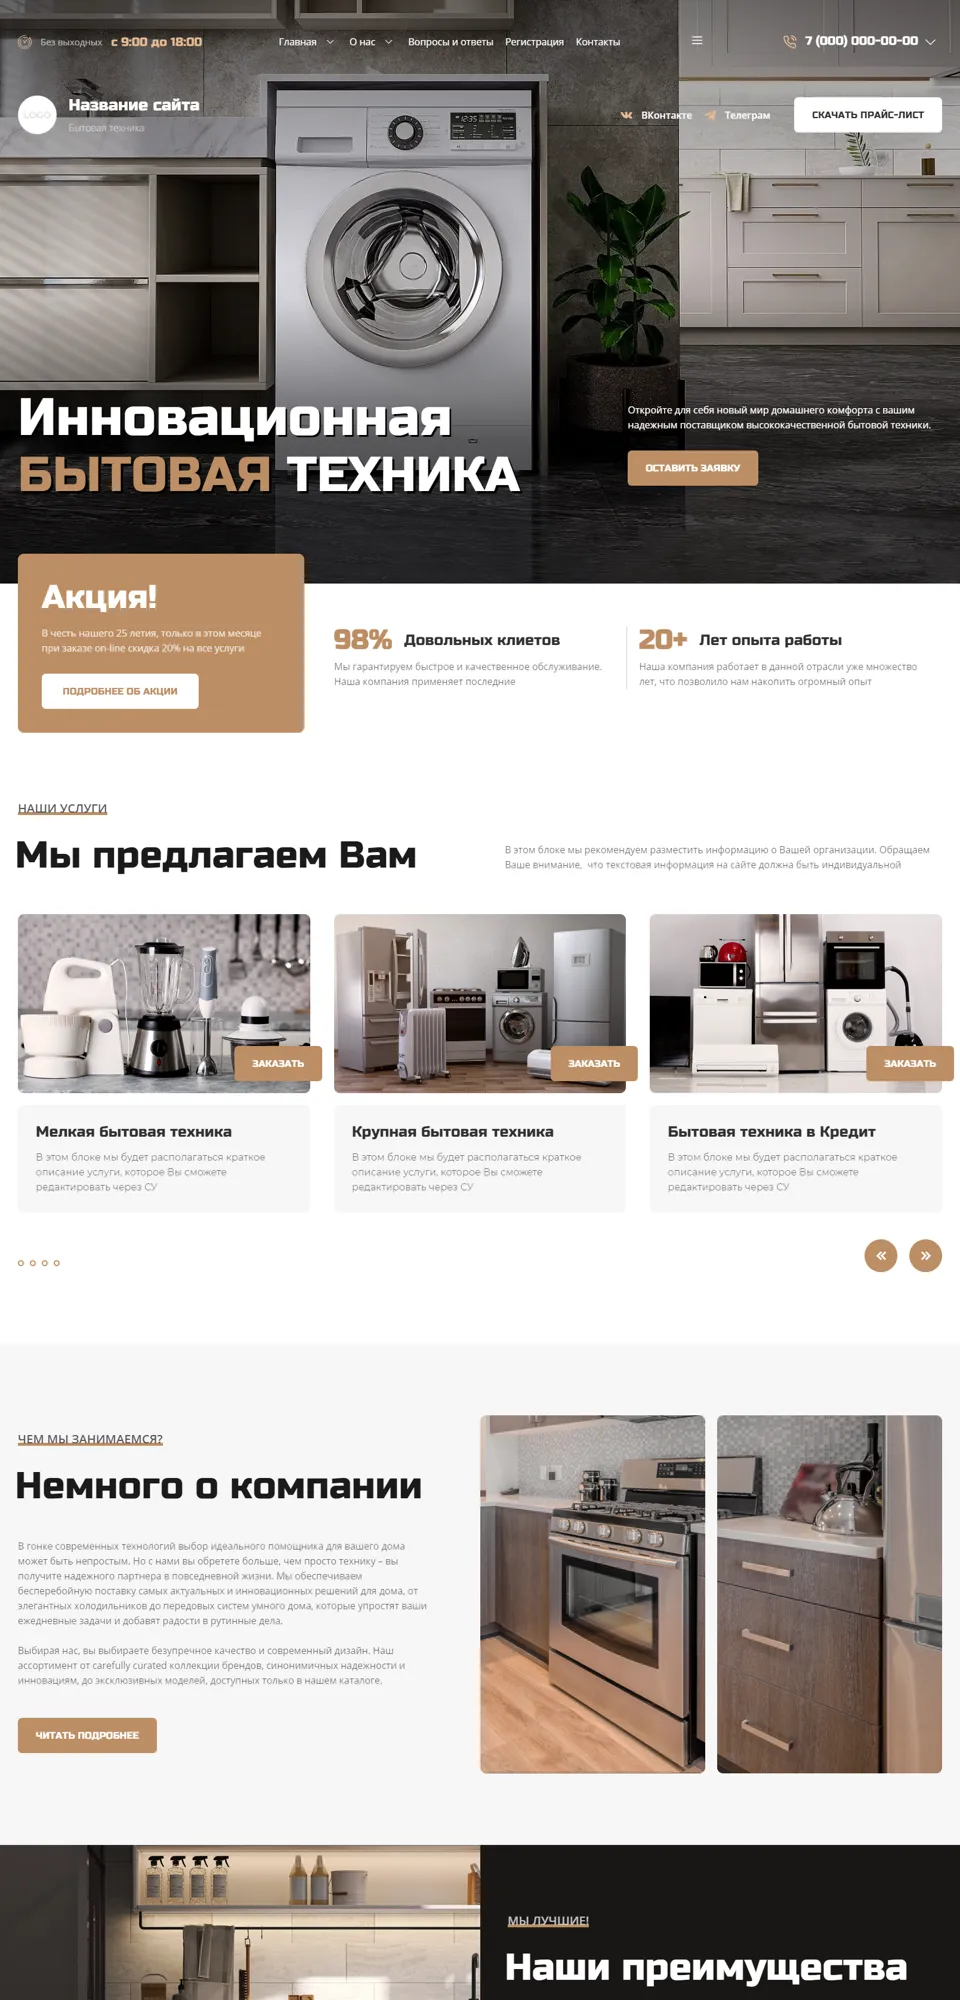 Без выходных с 9:00 до 18:00
Главная О нас Вопросы и ответы Регистрация Контакты
7 (000) 000-00-00
LOGO
Название сайта
Бытовая техника
ВКонтакте Телеграм
СКАЧАТЬ ПРАЙС-ЛИСТ
12:35
Инновационная
БЫТОВАЯ ТЕХНИКА
Откройте для себя новый мир домашнего комфорта с вашим
надежным поставщиком высококачественной бытовой техники.
ОСТАВИТЬ ЗАЯВКУ
Акция!
В честь нашего 25 летия, только в этом месяце
при заказе on-line скидка 20% на все услуги
ПОДРОБНЕЕ ОБ АКЦИИ
98% Довольных клиетов
Мы гарантируем быстрое и качественное обслуживание.
Наша компания применяет последние
20+ Лет опыта работы
Наша компания работает в данной отрасли уже множество
лет, что позволило нам накопить огромный опыт
НАШИ УСЛУГИ
Мы предлагаем Вам
В этом блоке мы рекомендуем разместить информацию о Вашей организации. Обращаем
Ваше внимание, что текстовая информация на сайте должна быть индивидуальной
ЗАКАЗАТЬ
ЗАКАЗАТЬ
ЗАКАЗАТЬ
Мелкая бытовая техника
В этом блоке мы будет располагаться краткое
описание услуги, которое Вы сможете
редактировать через СУ
Крупная бытовая техника
В этом блоке мы будет располагаться краткое
описание услуги, которое Вы сможете
редактировать через СУ
Бытовая техника в Кредит
В этом блоке мы будет располагаться краткое
описание услуги, которое Вы сможете
редактировать через СУ
ЧЕМ МЫ ЗАНИМАЕМСЯ?
Немного о компании
В гонке современных технологий выбор идеального помощника для вашего дома
может быть непростым. Но с нами вы обретете больше, чем просто технику – вы
получите надежного партнера в повседневной жизни. Мы обеспечиваем
бесперебойную поставку самых актуальных и инновационных решений для дома, от
элегантных холодильников до передовых систем умного дома, которые упростят ваши
ежедневные задачи и добавят радости в рутинные дела.
Выбирая нас, вы выбираете безупречное качество и современный дизайн. Наш
ассортимент от carefully curated коллекции брендов, синонимичных надежности и
инновациям, до эксклюзивных моделей, доступных только в нашем каталоге.
ЧИТАТЬ ПОДРОБНЕЕ
МЫ ЛУЧШИЕ!
Наши преимущества